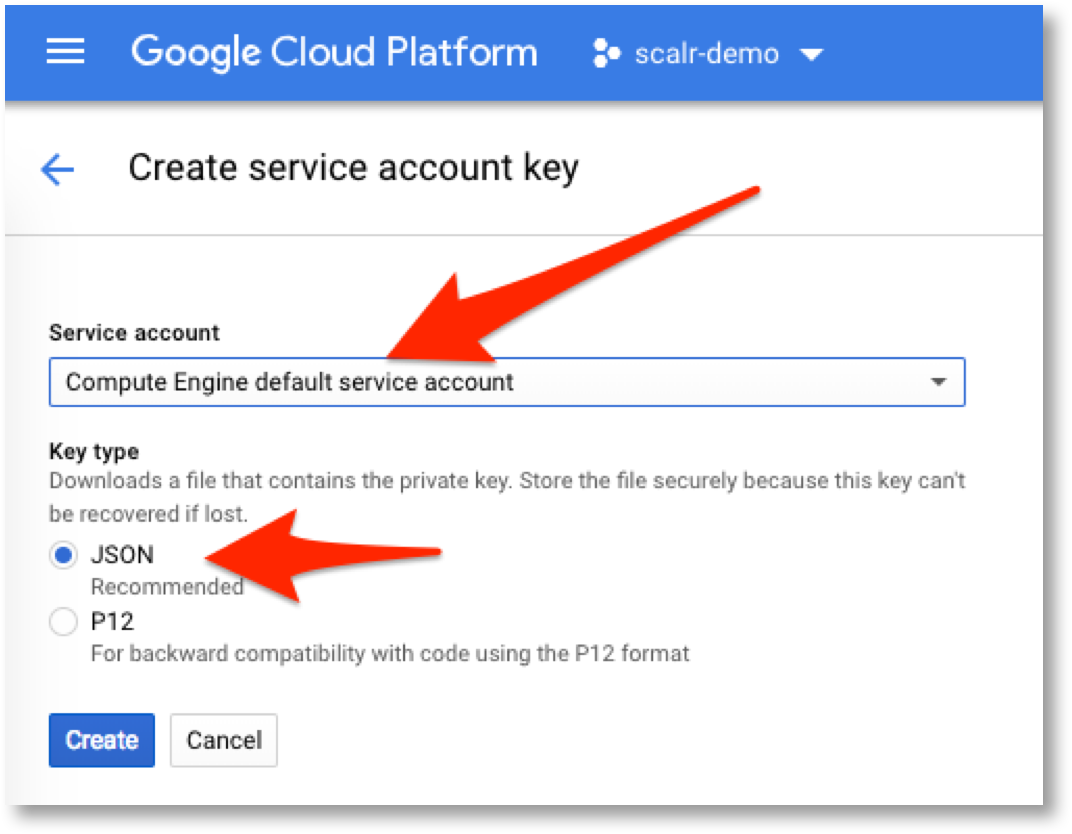 Google Cloud Platform scalr-demo
Create service account key
Service account
Compute Engine default service account
Key type
Downloads a file that contains the private key. Store the file securely because this key can't
be recovered if lost.
JSON
Recommended
P12
For backward compatibility with code using the P12 format
Create Cancel